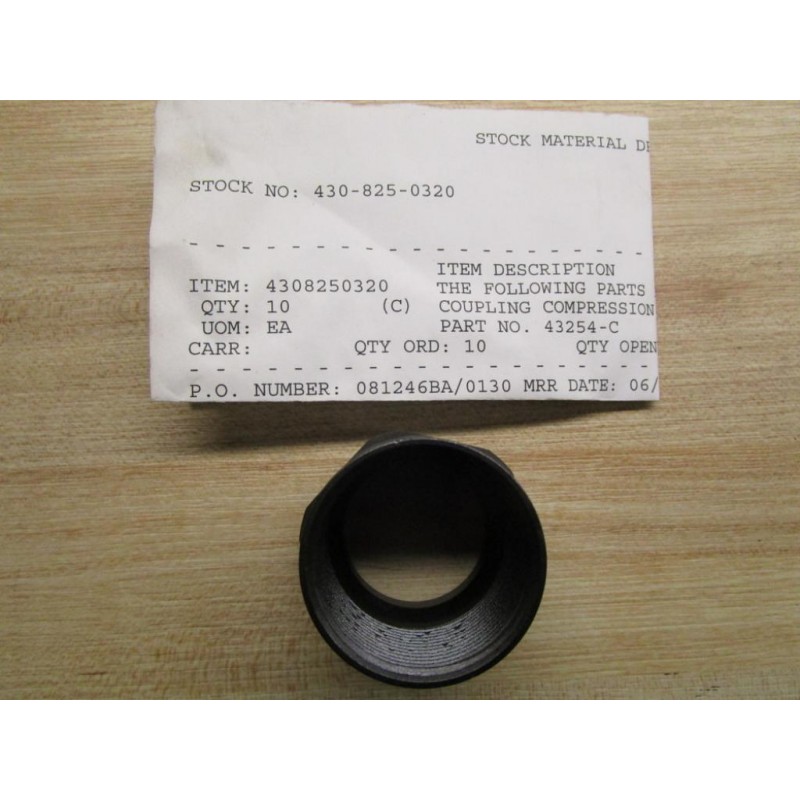 STOCK MATERIAL
STOCK NO: 430-825-0320
- - - - - - - - - - - - - - - - - - - - - - - -
ITEM DESCRIPTION
ITEM: 4308250320 THE FOLLOWING PARTS
QTY: 10 (C) COUPLING COMPRESSION
UOM: EA PART NO. 43254-C
CARR: QTY ORD: 10 QTY OPEN
- - - - - - - - - - - - - - - - - - - - - - - -
P.O. NUMBER: 081246BA/0130 MRR DATE: 06/